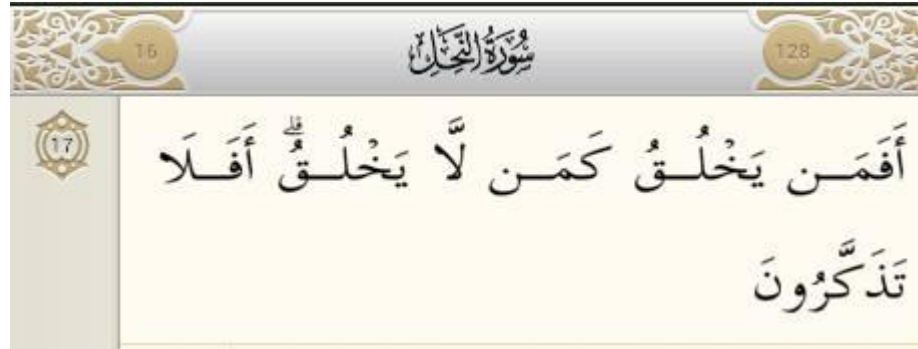 16 سُورَةُ النَّحْلِ 128
17
أَفَمَن يَخْلُقُ كَمَن لَّا يَخْلُقُ ۗ أَفَلَا
تَذَكَّرُونَ